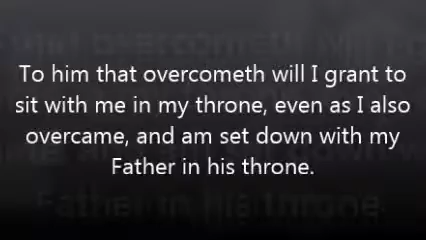 To him that overcometh will I grant to
sit with me in my throne, even as I also
overcame, and am set down with my
Father in his throne.